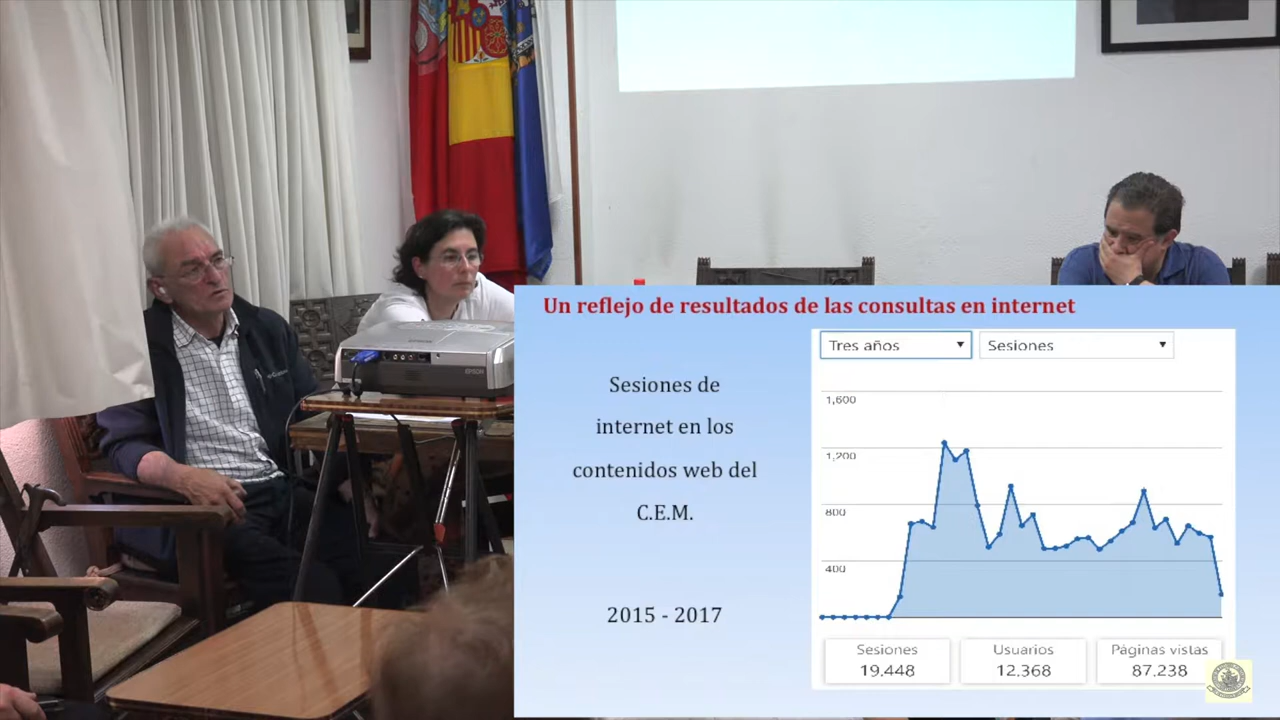 Un reflejo de resultados de las consultas en internet
Tres años
Sesiones
Sesiones de
internet en los
contenidos web del
C.E.M.
2015 - 2017
1,600
1,200
800
400
Sesiones
19.448
Usuarios
12.368
Páginas vistas
87.238
EPSON